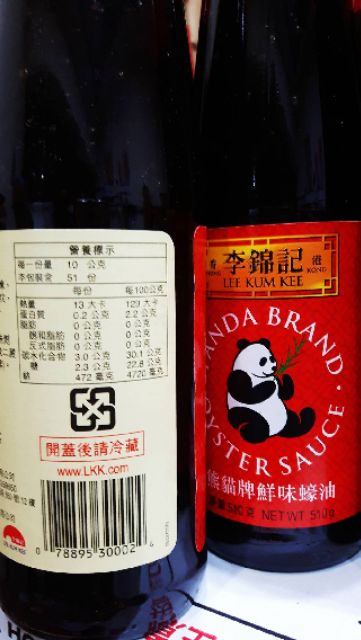 營養標示
每一份量 10 公克
本包裝含 51 份
每份 每100公克
熱量 13 大卡 129 大卡
蛋白質 0.2 公克 2.2 公克
脂肪 0 公克 0 公克
飽和脂肪 0 公克 0 公克
反式脂肪 0 公克 0 公克
碳水化合物 3.0 公克 30.1 公克
糖 2.3 公克 22.8 公克
鈉 472 毫克 4720 毫克
開蓋後請冷藏
www.LKK.com
0 78895 30002
香 李錦記 港
LEE KUM KEE
KONG
PANDA BRAND
OYSTER SAUCE
熊貓牌鮮味蠔油
淨重510克 NET WT. 510g